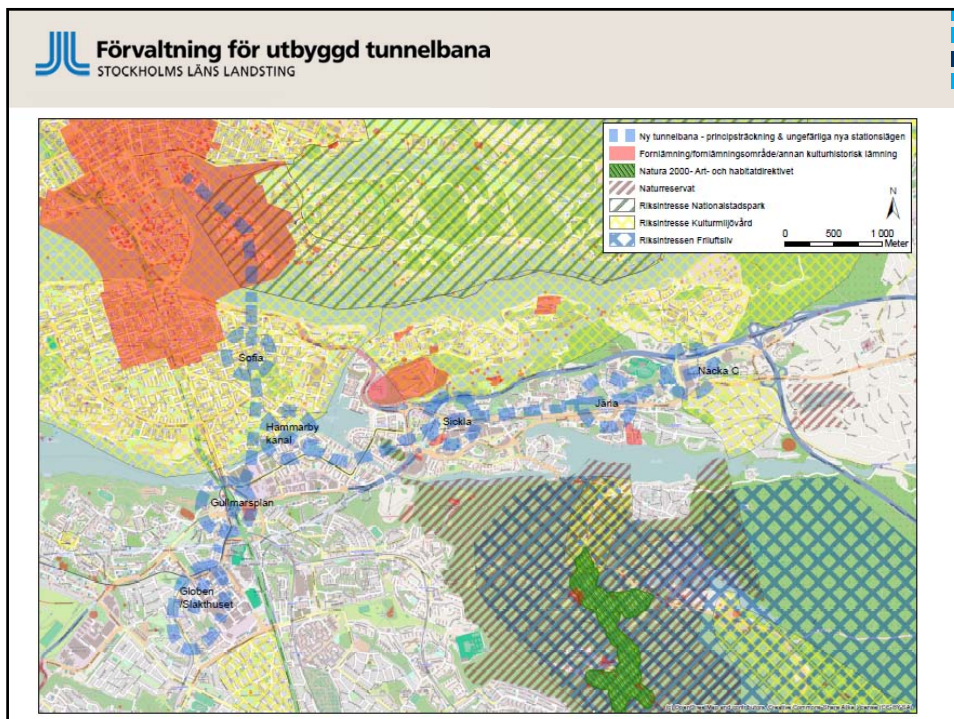 Förvaltning för utbyggd tunnelbana
STOCKHOLMS LÄNS LANDSTING
Ny tunnelbana - principsträckning & ungefärliga nya stationslägen
Fornlämning/fornlämningsområde/annan kulturhistorisk lämning
Natura 2000- Art- och habitatdirektivet
Naturreservat
Riksintresse Nationalstadspark
Riksintresse Kulturmiljövård
Riksintressen Friluftsliv
N
0 500 1 000
Meter
Sofia
Nacka C
Hammarby
kanal
Sickla
Järla
Gullmarsplan
Globen
/Slakthuset